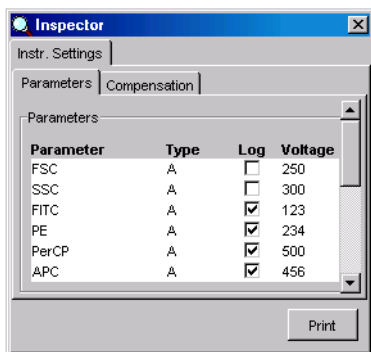 Inspector
Instr. Settings
Parameters Compensation
Parameters
Parameter Type Log Voltage
FSC A 250
SSC A 300
FITC A 123
PE A 234
PerCP A 500
APC A 456
Print